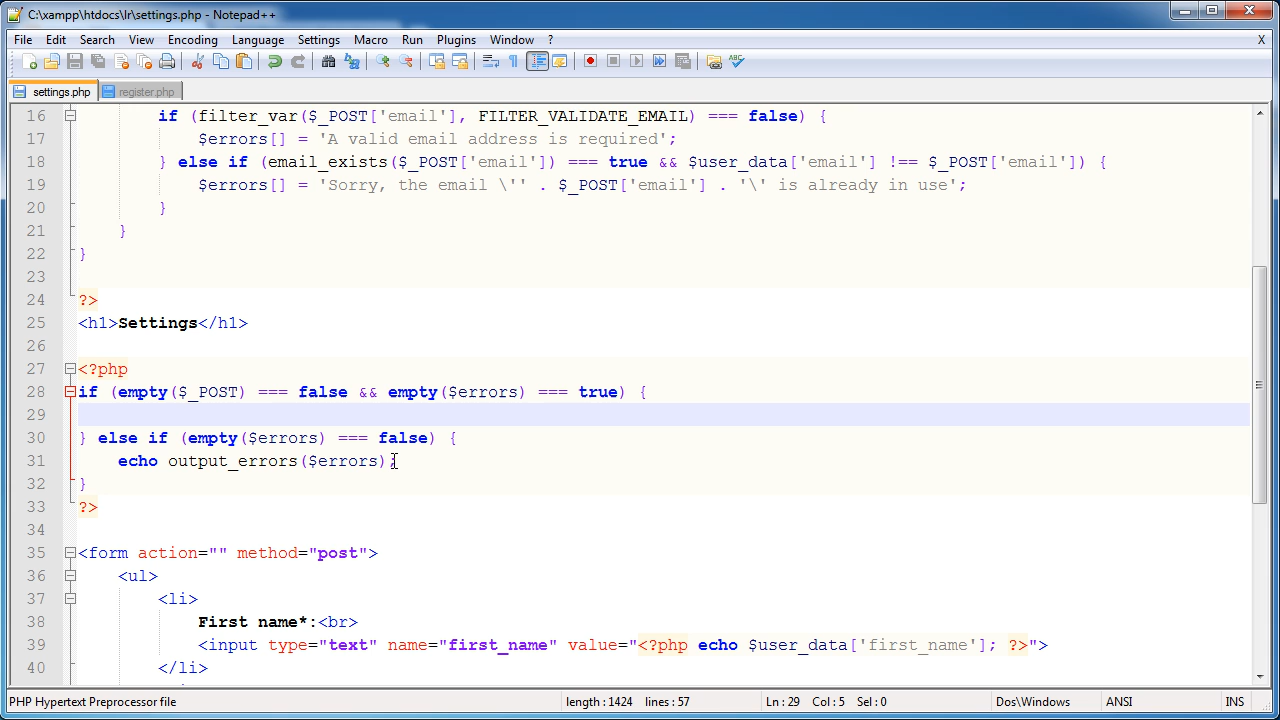 C:\xampp\htdocs\lr\settings.php - Notepad++
File Edit Search View Encoding Language Settings Macro Run Plugins Window ? X
settings.php register.php
16 if (filter_var($_POST['email'], FILTER_VALIDATE_EMAIL) === false) {
17 $errors[] = 'A valid email address is required';
18 } else if (email_exists($_POST['email']) === true && $user_data['email'] !== $_POST['email']) {
19 $errors[] = 'Sorry, the email \'' . $_POST['email'] . '\' is already in use';
20 }
21 }
22 }
23
24 ?>
25 <h1>Settings</h1>
26
27 <?php
28 if (empty($_POST) === false && empty($errors) === true) {
29
30 } else if (empty($errors) === false) {
31 echo output_errors($errors);
32 }
33 ?>
34
35 <form action="" method="post">
36 <ul>
37 <li>
38 First name*:<br>
39 <input type="text" name="first_name" value="<?php echo $user_data['first_name']; ?>">
40 </li>
PHP Hypertext Preprocessor file length : 1424 lines : 57 Ln : 29 Col : 5 Sel : 0 Dos\Windows ANSI INS